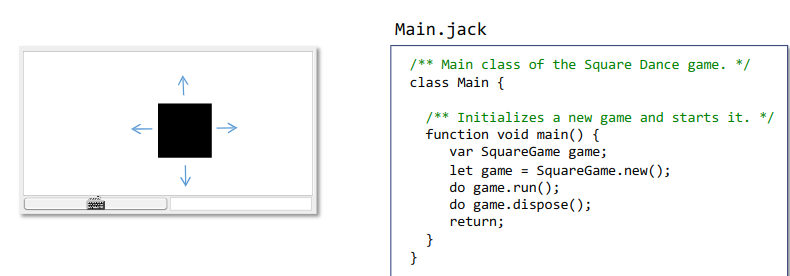 Main.jack
/** Main class of the Square Dance game. */
class Main {
/** Initializes a new game and starts it. */
function void main() {
var SquareGame game;
let game = SquareGame.new();
do game.run();
do game.dispose();
return;
}
}